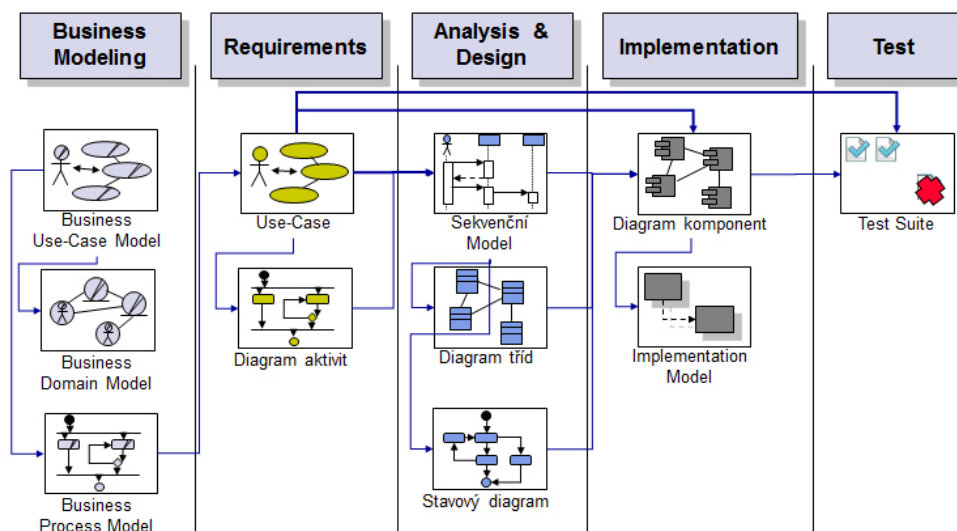 Business
Modeling
Requirements
Analysis &
Design
Implementation
Test
Business
Use-Case Model
Use-Case
Sekvenční
Model
Diagram komponent
Test Suite
Business
Domain Model
Diagram aktivit
Diagram tříd
Implementation
Model
Business
Process Model
Stavový diagram